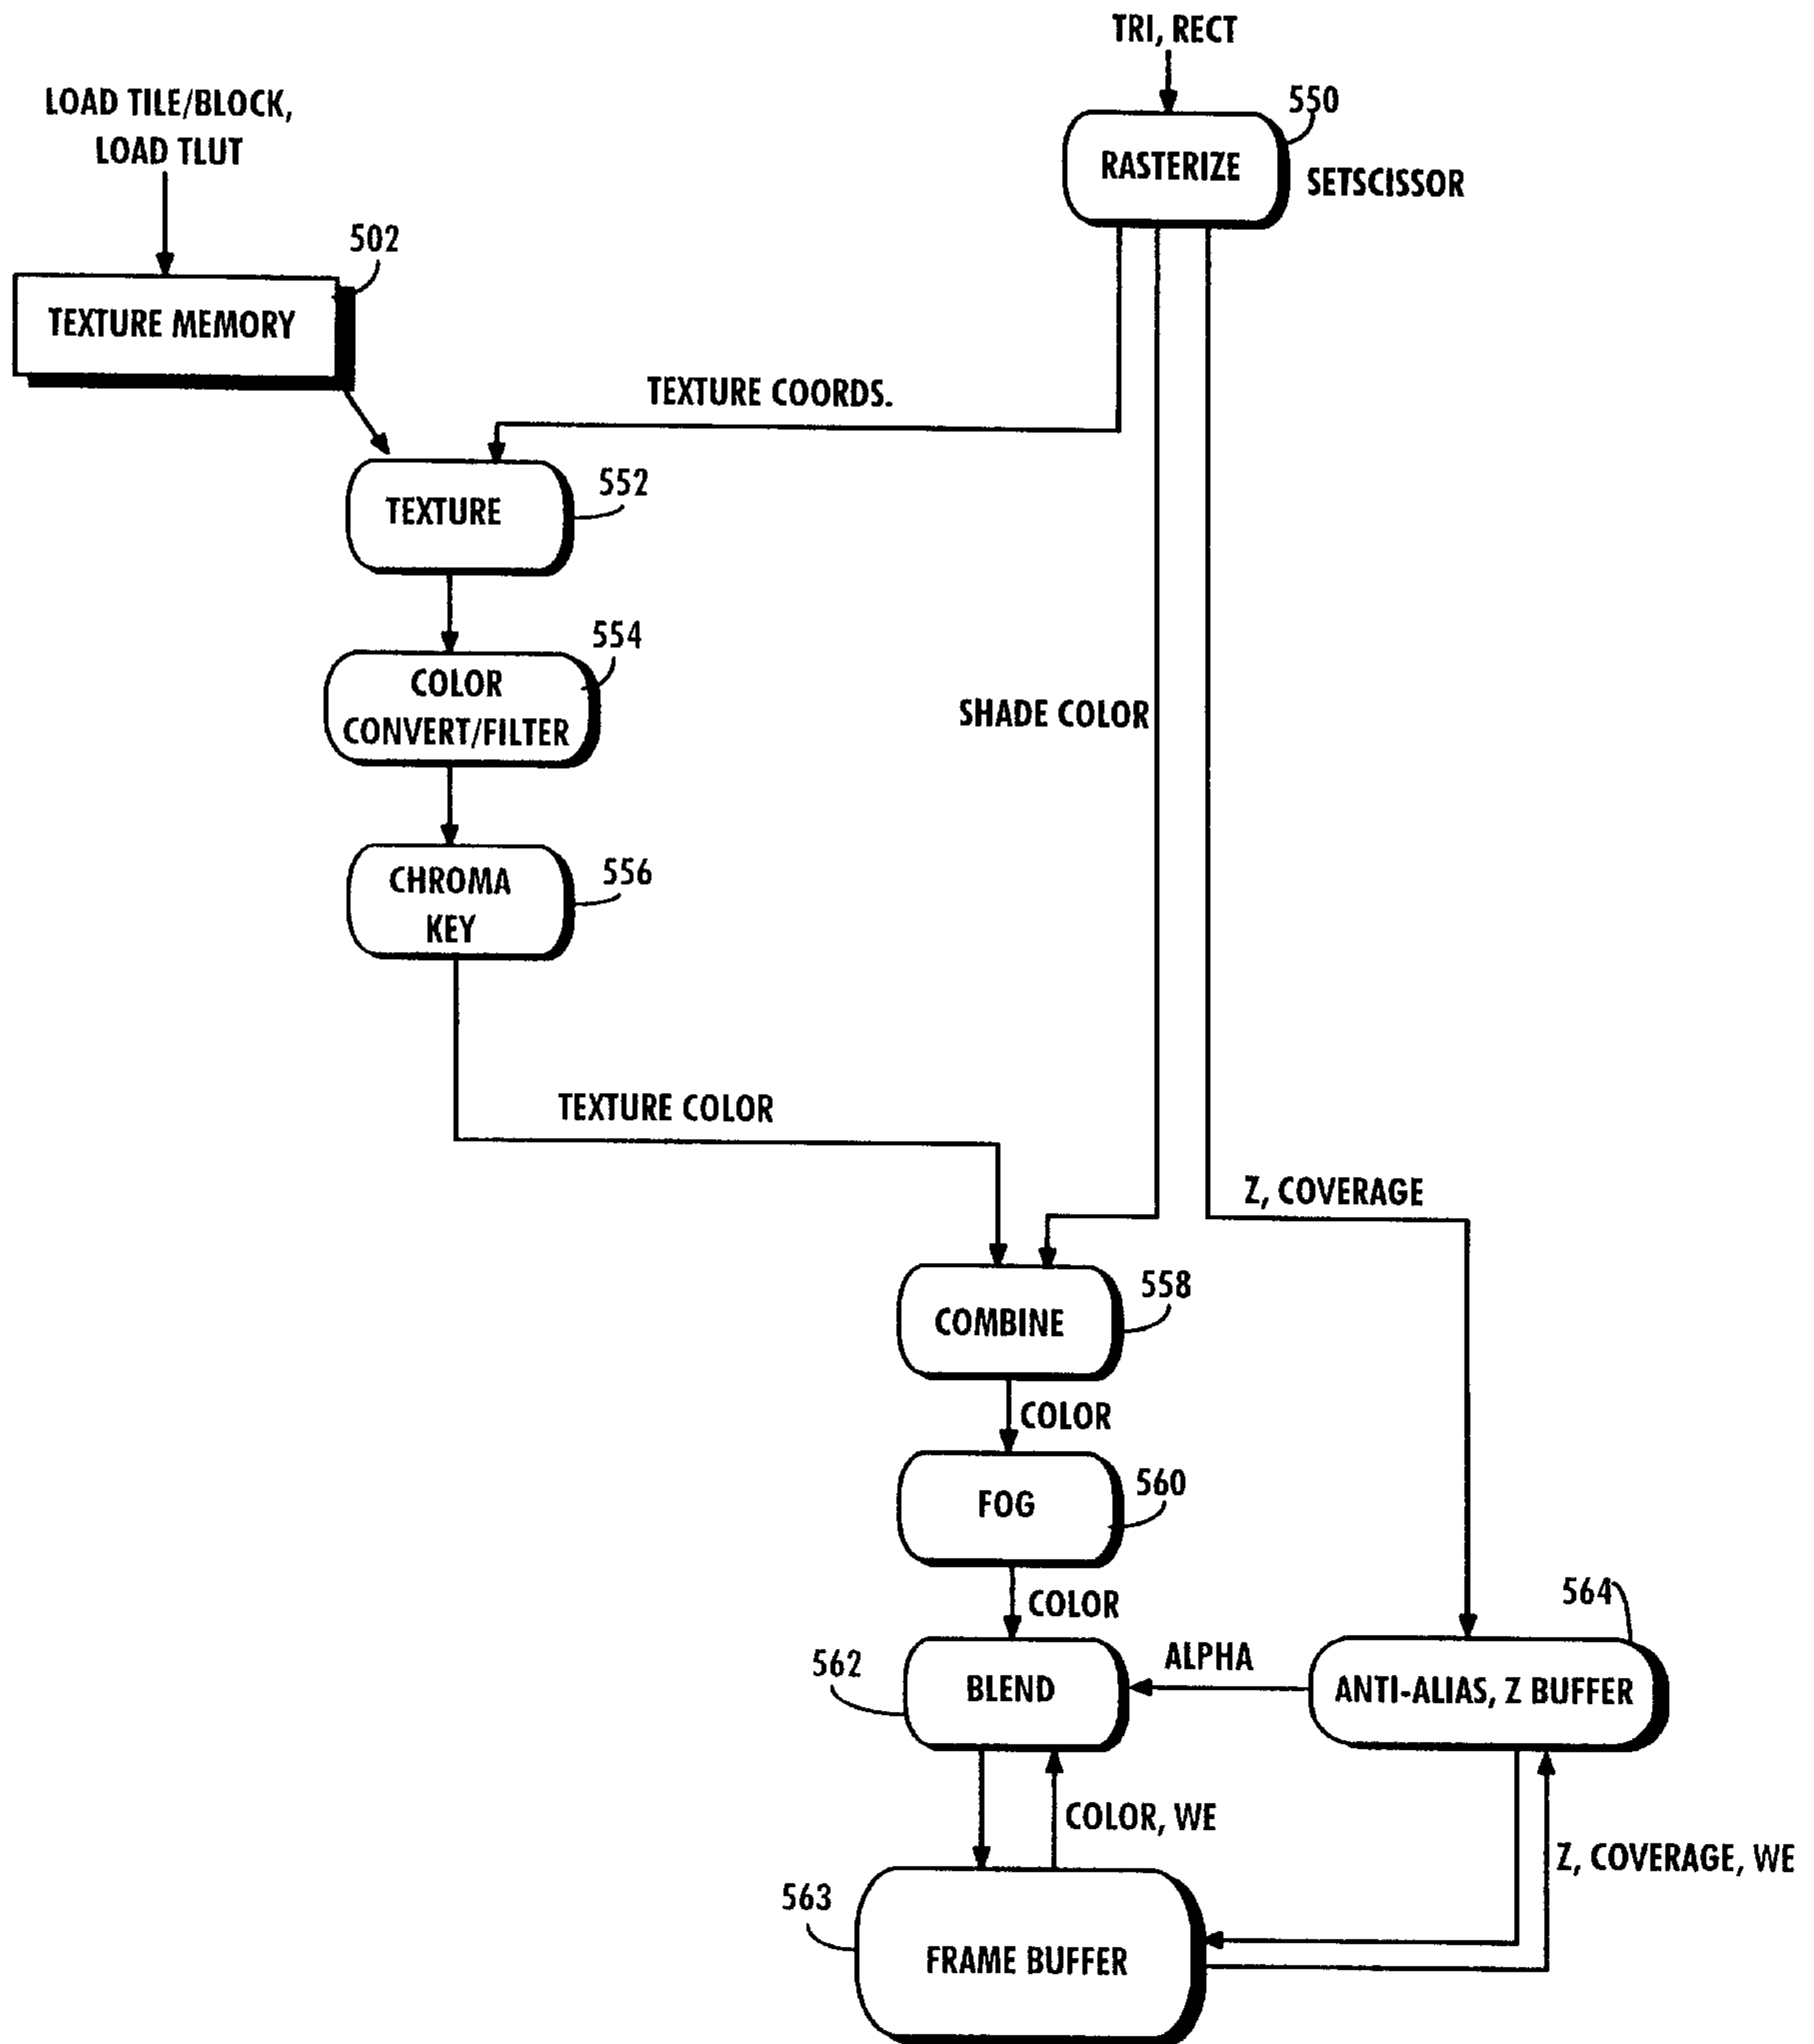 TRI, RECT
550
RASTERIZE
SETSCISSOR
LOAD TILE/BLOCK,
LOAD TLUT
502
TEXTURE MEMORY
TEXTURE COORDS.
552
TEXTURE
554
COLOR
CONVERT/FILTER
SHADE COLOR
556
CHROMA
KEY
TEXTURE COLOR
Z, COVERAGE
558
COMBINE
COLOR
560
FOG
COLOR
564
562
BLEND
ALPHA
ANTI-ALIAS, Z BUFFER
COLOR, WE
Z, COVERAGE, WE
563
FRAME BUFFER